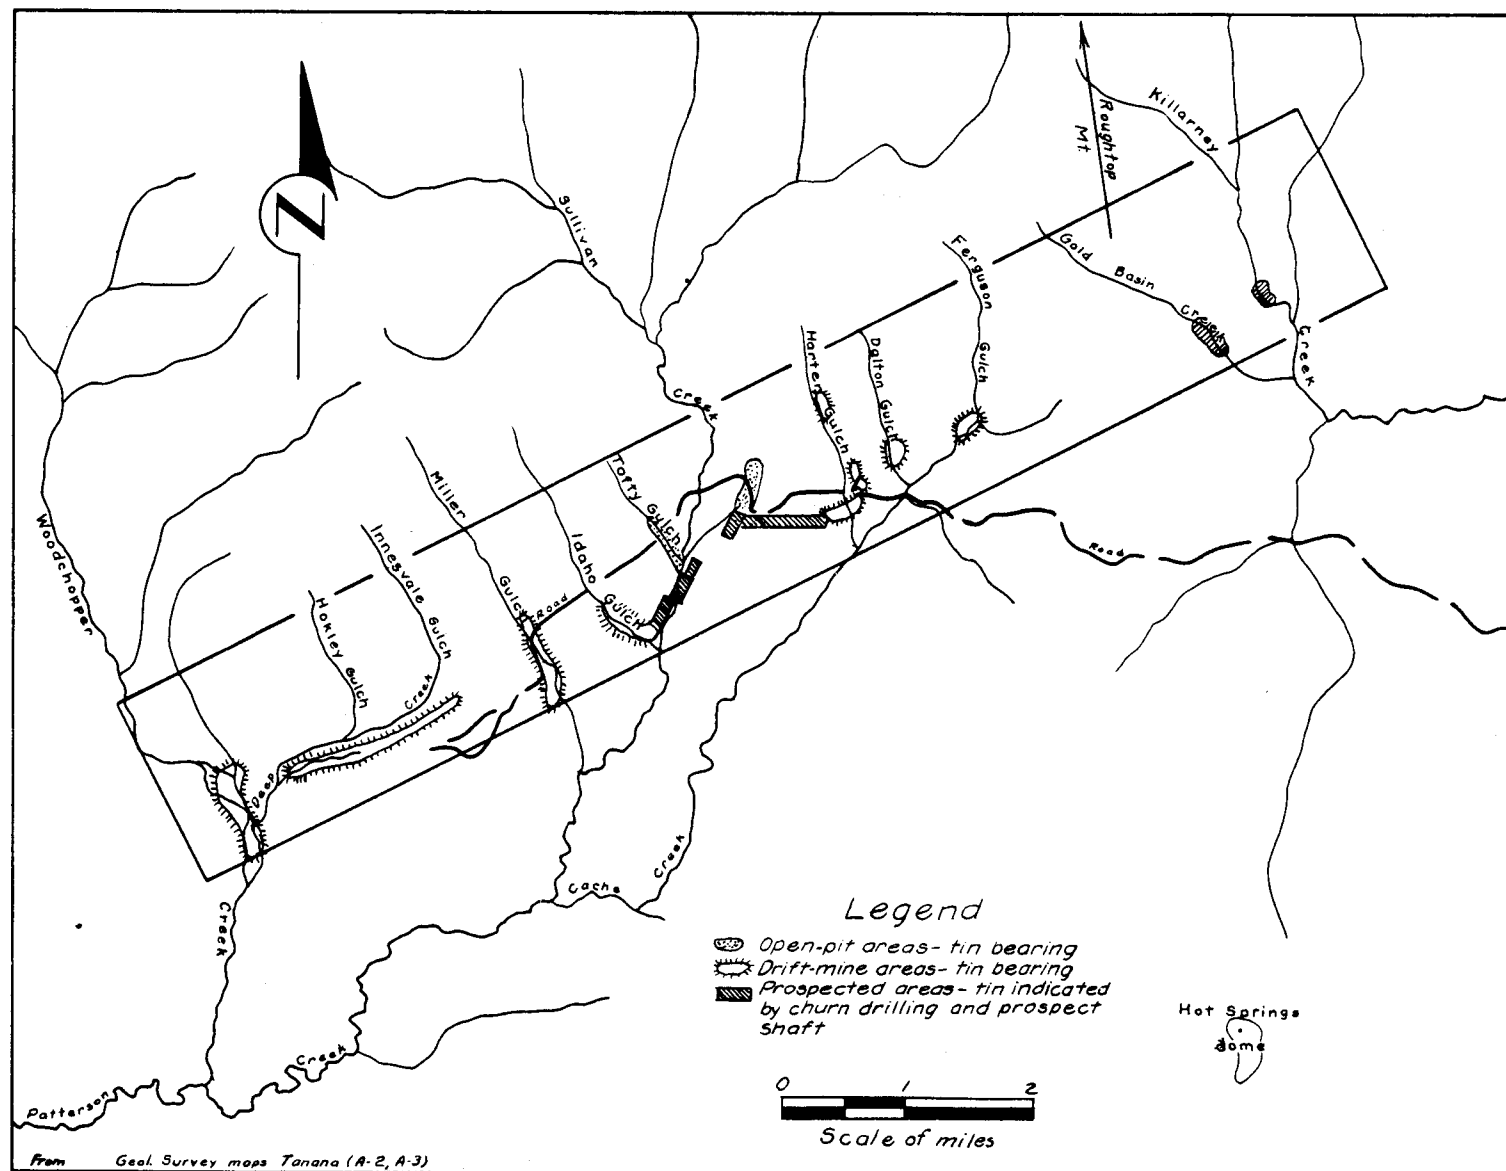 Killarney
Roughtop
Mt.
N
Sullivan
Ferguson
Gulch
Gold Basin Creek
Creek
Creek
Harter Gulch
Dalton Gulch
Tofty Gulch
Miller Gulch
Idaho Gulch
Innesvale Gulch
Woodchopper
Hokley Gulch
Road
Road
Creek
Deep
Creek
Cache
Creek
Legend
Open-pit areas- tin bearing
Drift-mine areas- tin bearing
Prospected areas- tin indicated
by churn drilling and prospect
shaft
Hot Springs
Dome
Creek
Patterson
0 1 2
Scale of miles
From Geol. Survey maps Tanana (A-2, A-3)